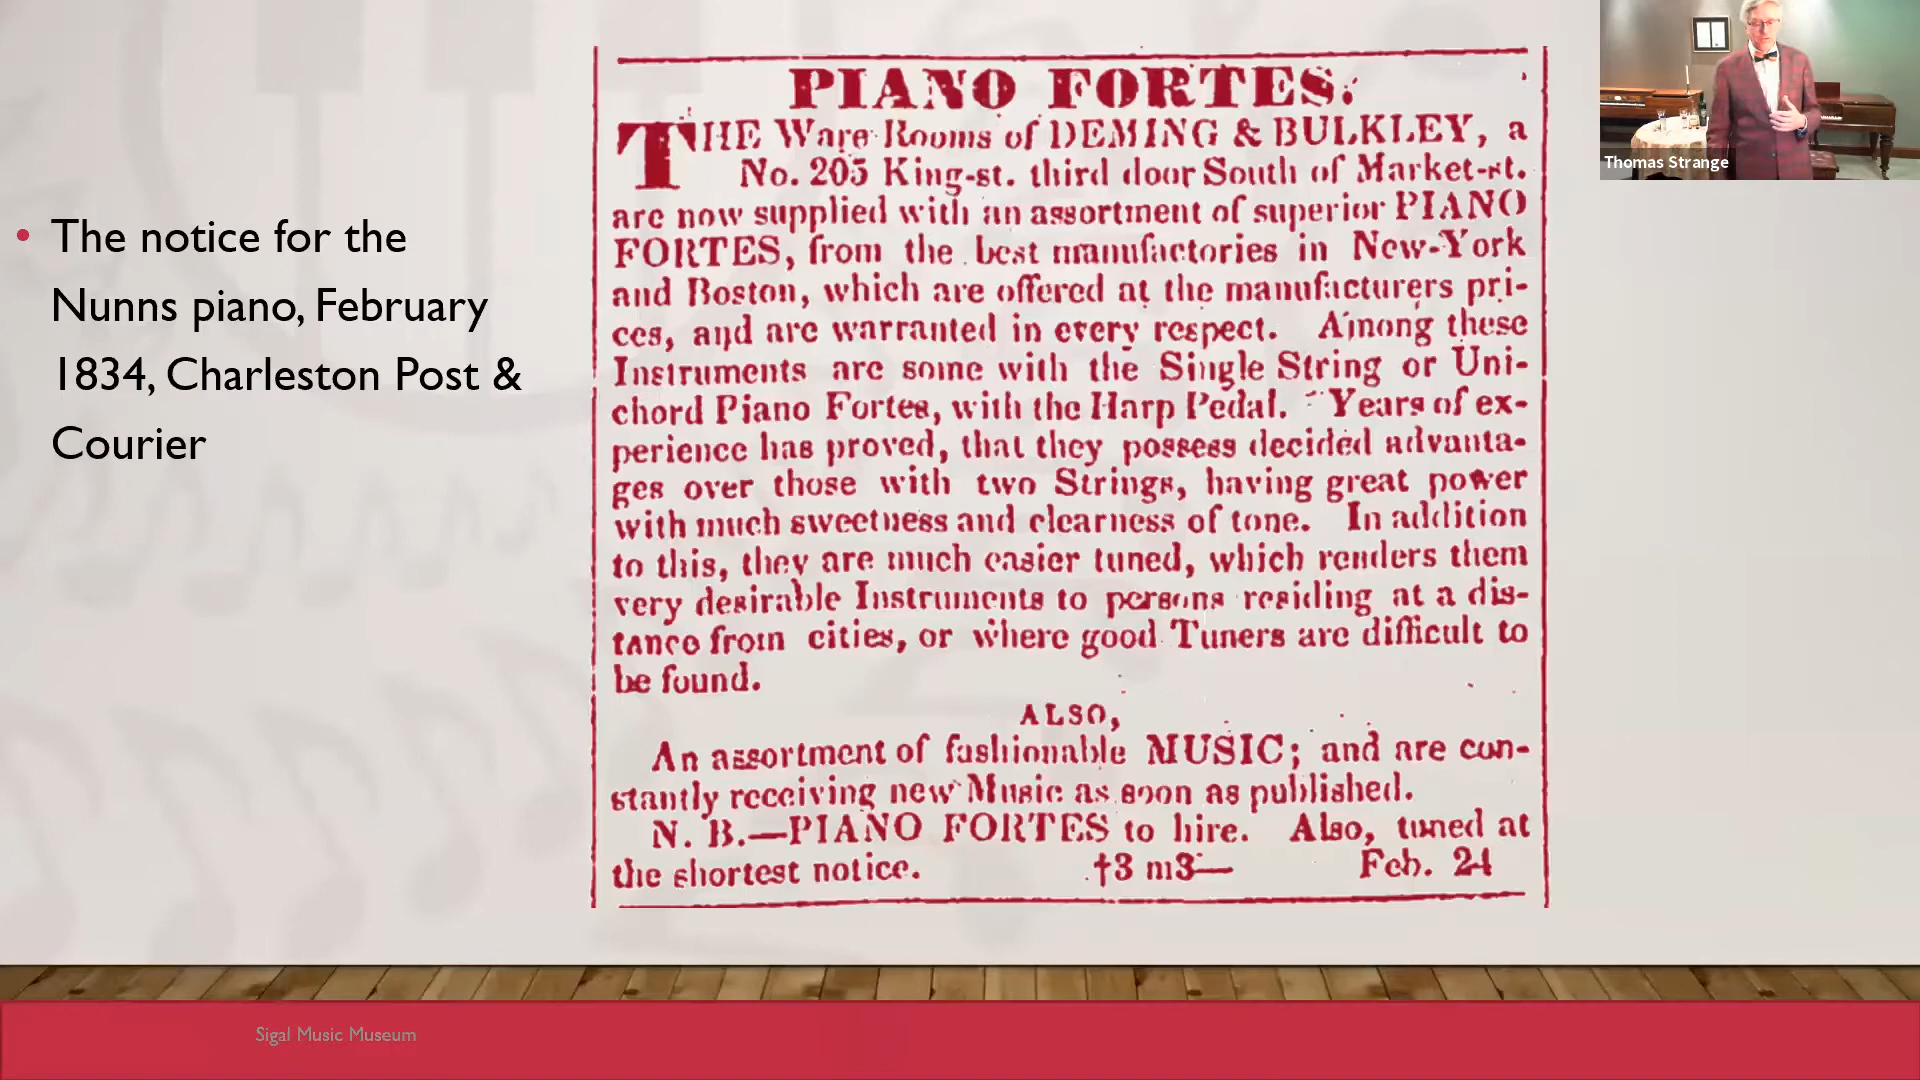 The notice for the
Nunns piano, February
1834, Charleston Post &
Courier
PIANO FORTES.
THE Ware Rooms of DEMING & BULKLEY, a
No. 205 King-st. third door South of Market-st.
are now supplied with an assortment of superior PIANO
FORTES, from the best manufactories in New-York
and Boston, which are offered at the manufacturers pri-
ces, and are warranted in every respect. Among these
Instruments are some with the Single String or Uni-
chord Piano Fortes, with the Harp Pedal. Years of ex-
perience has proved, that they possess decided advanta-
ges over those with two Strings, having great power
with much sweetness and clearness of tone. In addition
to this, they are much easier tuned, which renders them
very desirable Instruments to persons residing at a dis-
tance from cities, or where good Tuners are difficult to
be found.
ALSO,
An assortment of fashionable MUSIC; and are con-
stantly receiving new Music as soon as published.
N. B.—PIANO FORTES to hire. Also, tuned at
the shortest notice. †3 m3— Feb. 24
Thomas Strange
Sigal Music Museum